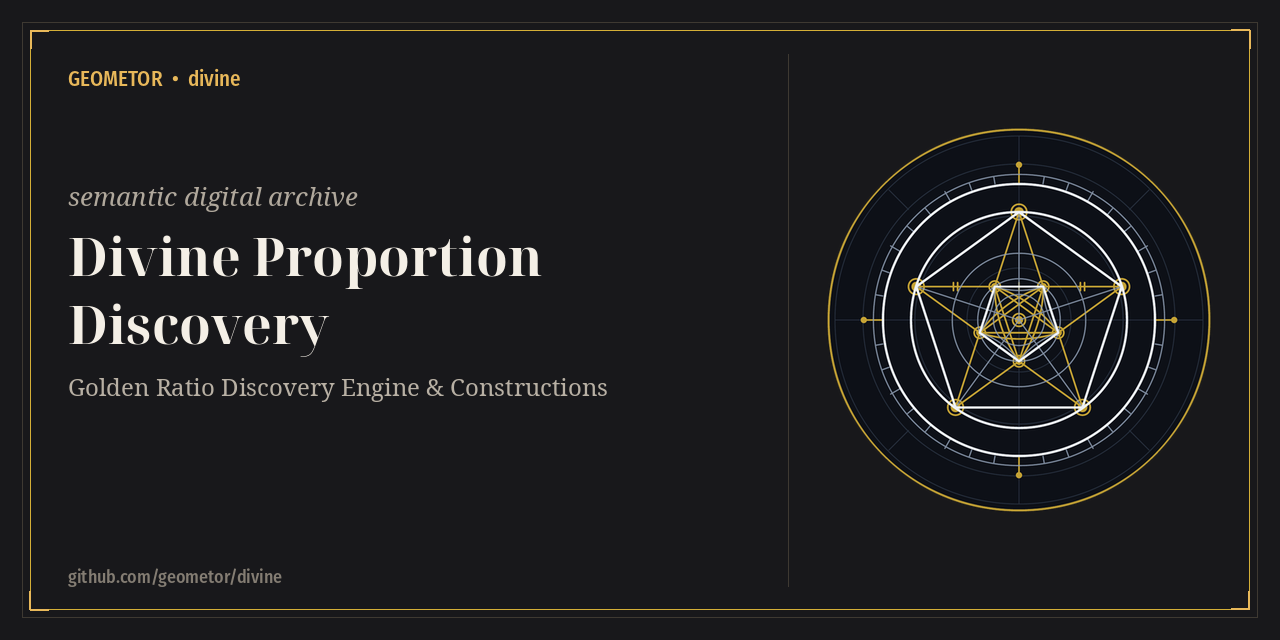 GEOMETOR • divine
semantic digital archive
Divine Proportion
Discovery
Golden Ratio Discovery Engine & Constructions
github.com/geometor/divine